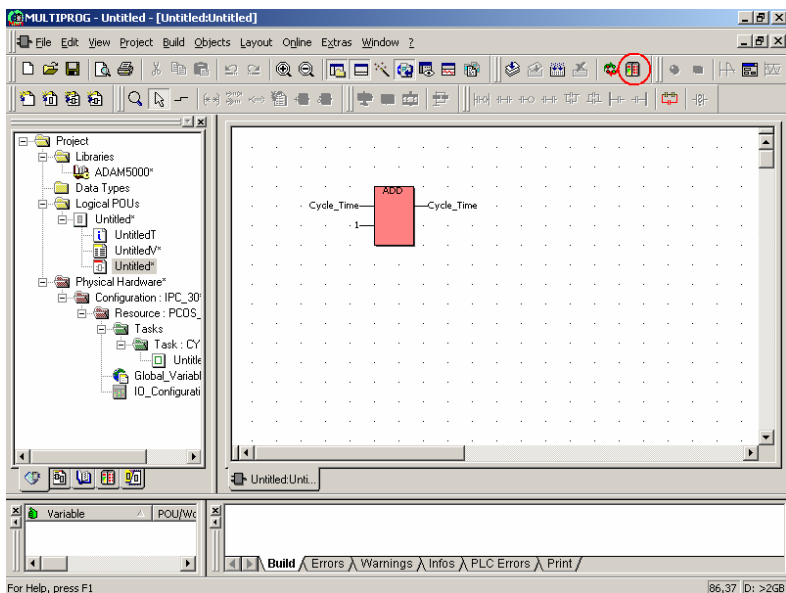 MULTIPROG - Untitled - [Untitled:Untitled]
File Edit View Project Build Objects Layout Online Extras Window ?
Project
Libraries
ADAM5000*
Data Types
Logical POUs
Untitled*
UntitledT
UntitledV*
Untitled*
Physical Hardware*
Configuration : IPC_30
Resource : PCOS_
Tasks
Task : CY
Untitle
Global_Variabl
IO_Configurati
ADD
Cycle_Time
Cycle_Time
1
Untitled:Unti...
Variable
POU/Wo
Build Errors Warnings Infos PLC Errors Print
For Help, press F1
86,37 D: >2GB